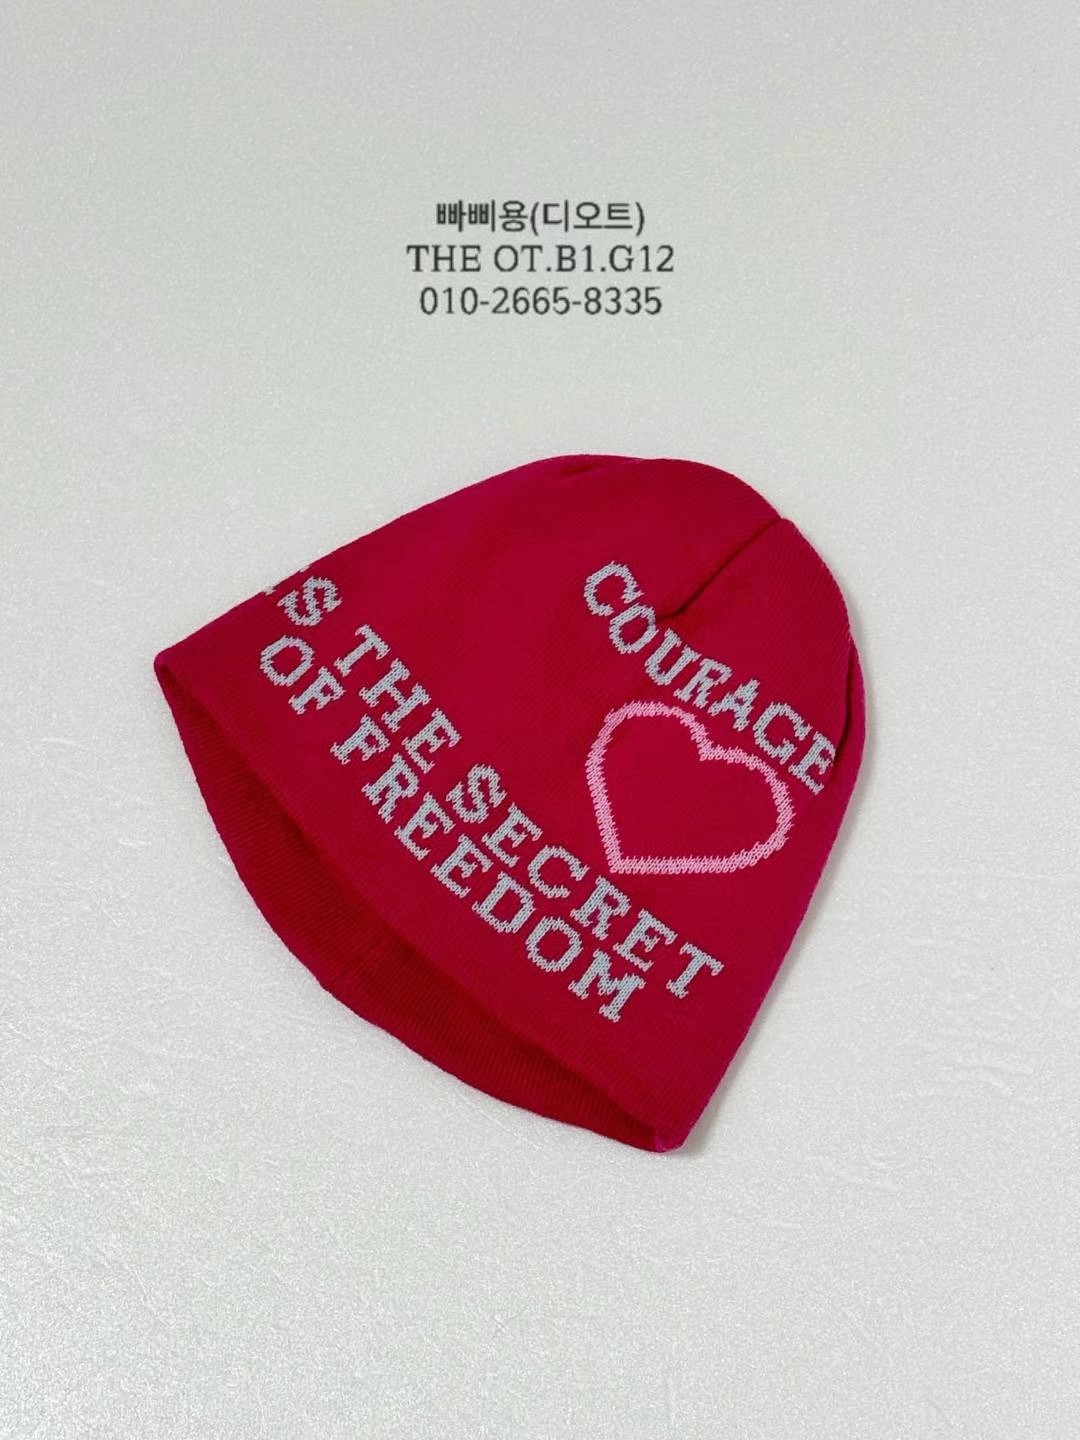 빠삐용(디오트)
THE OT.B1.G12
010-2665-8335
COURAGE
IS THE SECRET
OF FREEDOM